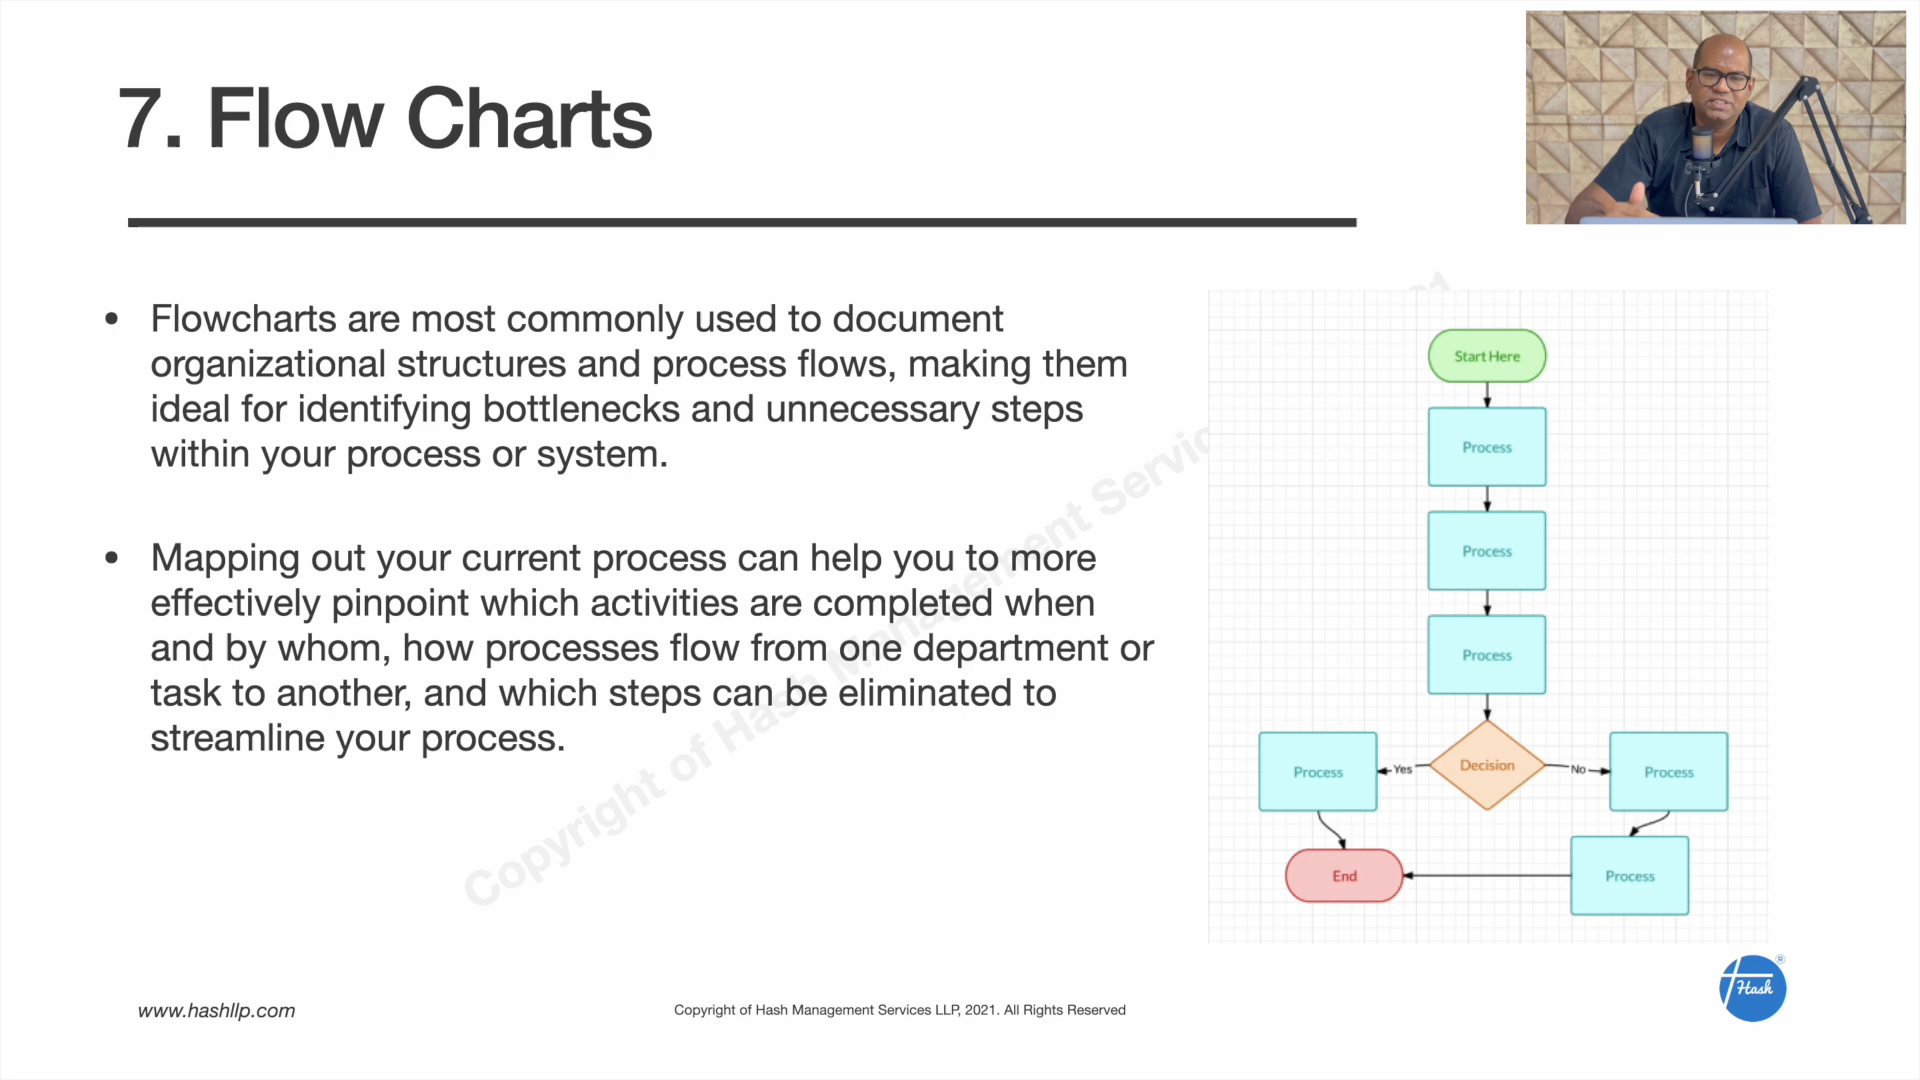 7. Flow Charts
• Flowcharts are most commonly used to document
organizational structures and process flows, making them
ideal for identifying bottlenecks and unnecessary steps
within your process or system.
• Mapping out your current process can help you to more
effectively pinpoint which activities are completed when
and by whom, how processes flow from one department or
task to another, and which steps can be eliminated to
streamline your process.
Copyright of Hash Management Servic
Start Here
Process
Process
Process
Process
Yes
Decision
No
Process
End
Process
www.hashllp.com
Copyright of Hash Management Services LLP, 2021. All Rights Reserved
Hash
®